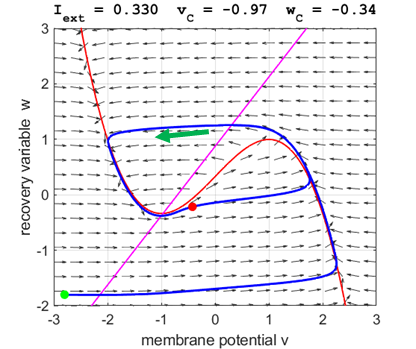 I_ext = 0.330 v_C = -0.97 w_C = -0.34
3
2
1
0
-1
-2
recovery variable w
-3 -2 -1 0 1 2 3
membrane potential v